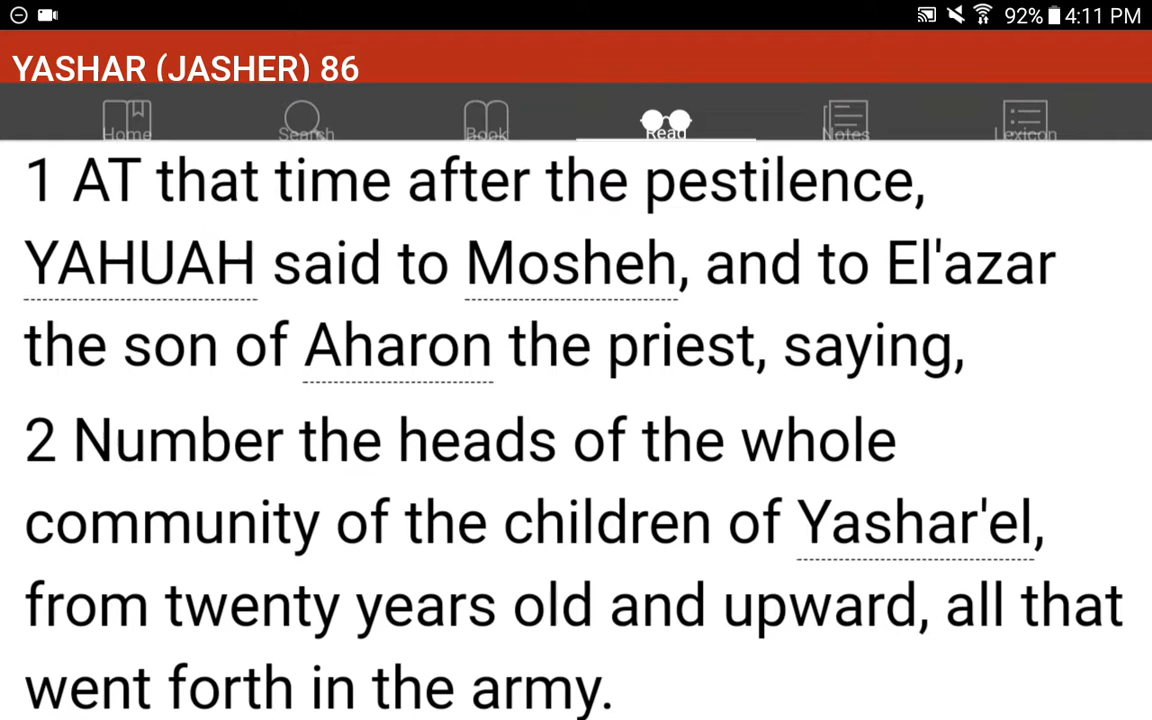 92% 4:11 PM
YASHAR (JASHER) 86
Home Search Book Read Notes Lexicon
1 AT that time after the pestilence,
YAHUAH said to Mosheh, and to El'azar
the son of Aharon the priest, saying,
2 Number the heads of the whole
community of the children of Yashar'el,
from twenty years old and upward, all that
went forth in the army.